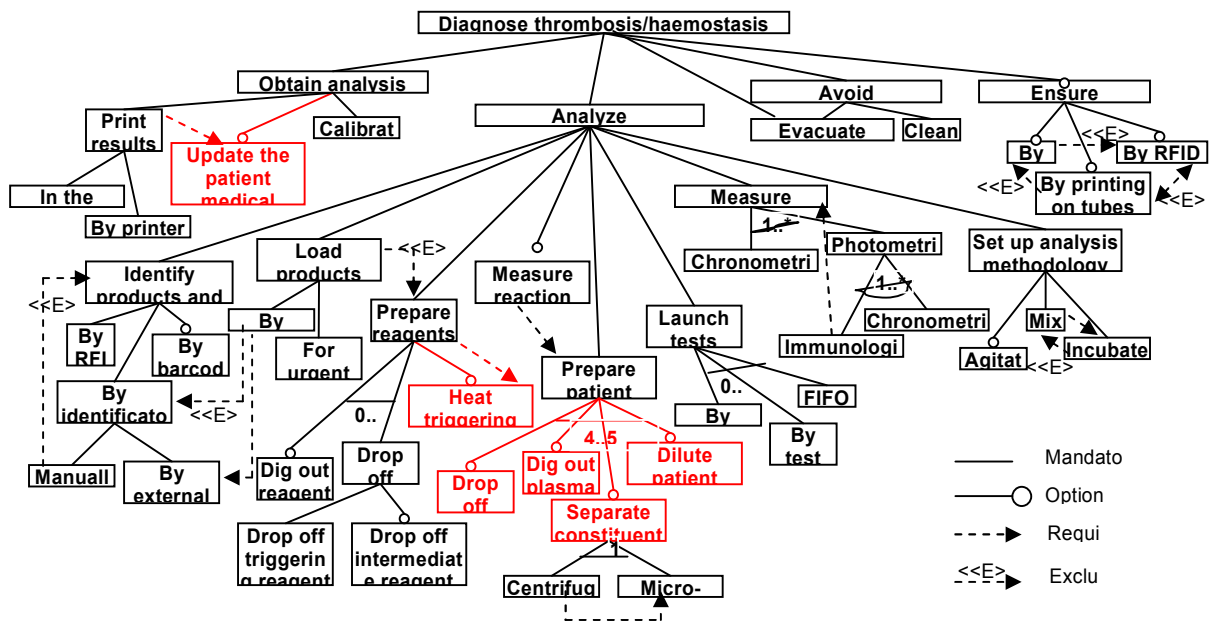 Diagnose thrombosis/haemostasis
Obtain analysis
Avoid
Ensure
Print
results
Calibrat
Analyze
Evacuate
Clean
Update the
patient
medical
<<E>
By
By RFID
By printing
on tubes
<<E>
<<E>
In the
By printer
Measure
1..*
Chronometri
Photometri
Set up analysis
methodology
Identify
products and
Load
products
<<E>
Measure
reaction
<<E>
By
RFI
By
barcod
By
Prepare
reagents
Launch
tests
1..*
Chronometri
Immunologi
Mix
Agitat
Incubate
<<E>
For
urgent
Prepare
patient
By
identificato
<<E>
Heat
triggering
0..
FIFO
By
By
test
0..
4..5
Manuall
By
external
Dig out
reagent
Drop
off
Drop
off
Dig out
plasma
Dilute
patient
Separate
constituent
Drop off
triggerin
g reagent
Drop off
intermediat
e reagent
1
Centrifug
Micro-
Mandato
Option
Requi
<<E>
Exclu